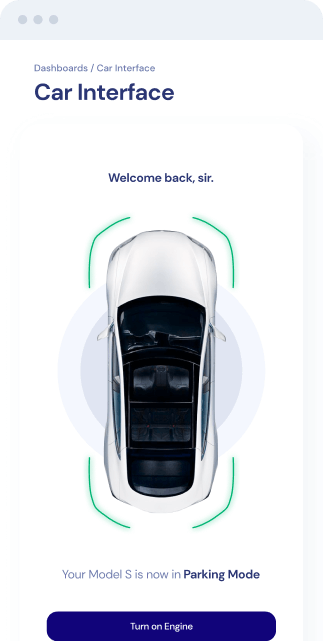 Dashboards / Car Interface
Car Interface
Welcome back, sir.
Your Model S is now in Parking Mode
Turn on Engine